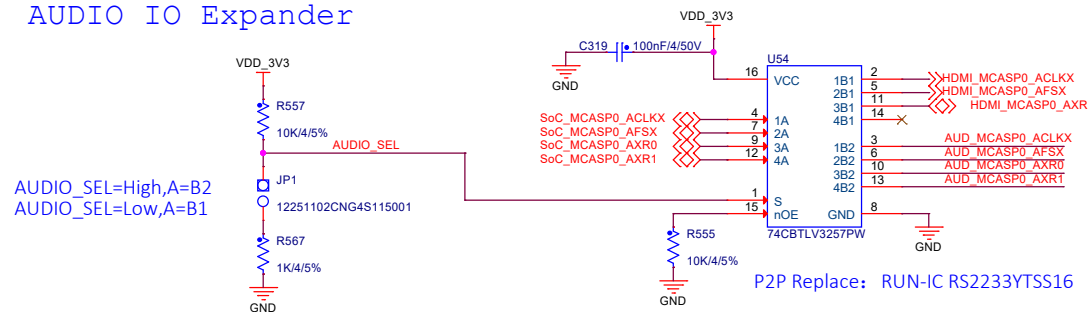 AUDIO IO Expander
VDD_3V3
C319 100nF/4/50V
GND
U54
VDD_3V3
R557
10K/4/5%
AUDIO_SEL
JP1
12251102CNG4S115001
AUDIO_SEL=High,A=B2
AUDIO_SEL=Low,A=B1
R567
1K/4/5%
GND
16 VCC
1B1 2 HDMI_MCASP0_ACLKX
2B1 5 HDMI_MCASP0_AFSX
3B1 11 HDMI_MCASP0_AXR
4B1 14
SoC_MCASP0_ACLKX 4 1A
SoC_MCASP0_AFSX 7 2A
SoC_MCASP0_AXR0 9 3A
SoC_MCASP0_AXR1 12 4A
1B2 3 AUD_MCASP0_ACLKX
2B2 6 AUD_MCASP0_AFSX
3B2 10 AUD_MCASP0_AXR0
4B2 13 AUD_MCASP0_AXR1
1 S
15 nOE
GND 8
74CBTLV3257PW
R555
10K/4/5%
GND
GND
P2P Replace： RUN-IC RS2233YTSS16